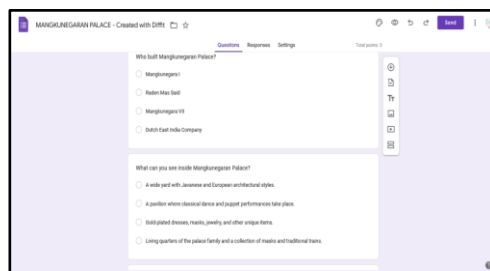 MANGKUNEGARAN PALACE - Created with Diffit
Send
Questions Responses Settings
Total points: 5
Who built Mangkunegaran Palace?
Mangkunegara I
Raden Mas Said
Mangkunegara VII
Dutch East India Company
Tт
What can you see inside Mangkunegaran Palace?
A wide yard with Javanese and European architectural styles.
A pavilion where classical dance and puppet performances take place.
Gold-plated dresses, masks, jewelry, and other unique items.
Living quarters of the palace family and a collection of masks and traditional trains.